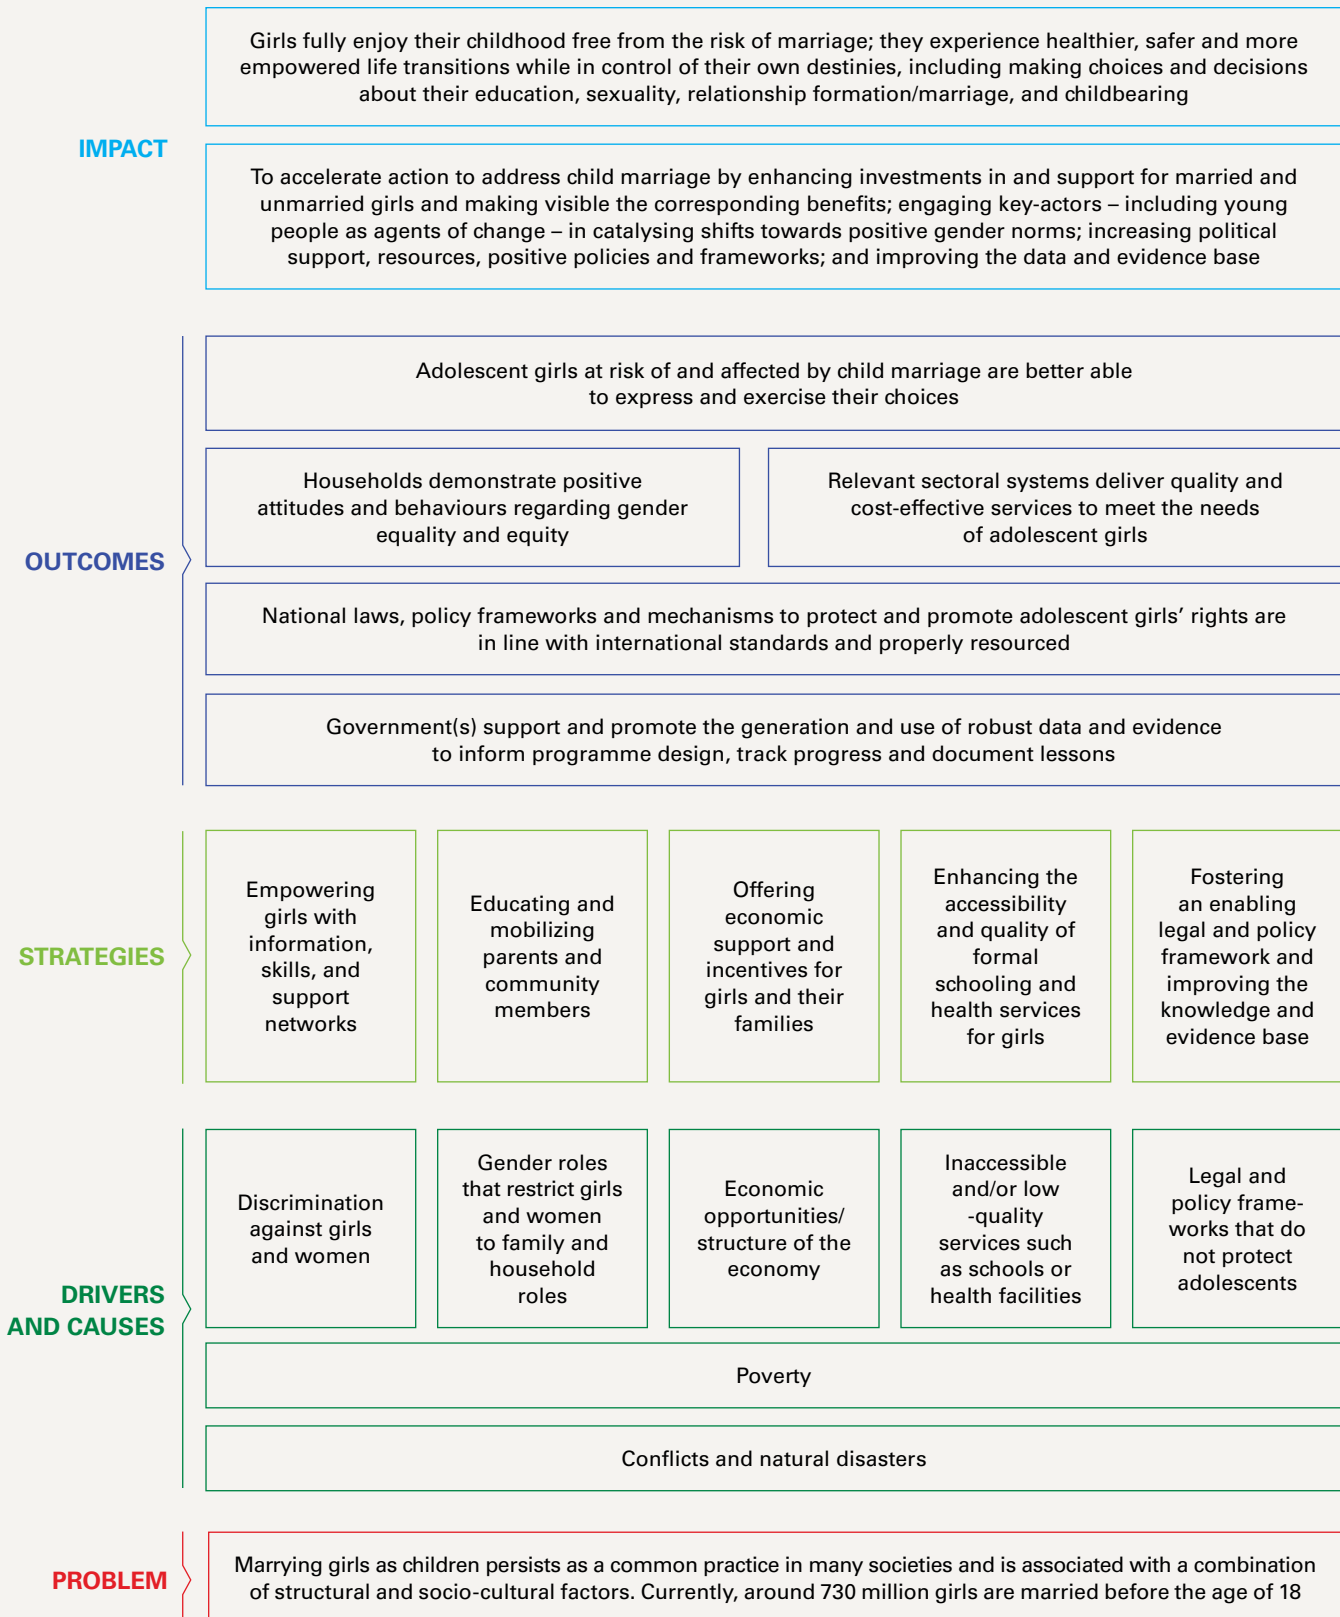 Girls fully enjoy their childhood free from the risk of marriage; they experience healthier, safer and more
empowered life transitions while in control of their own destinies, including making choices and decisions
about their education, sexuality, relationship formation/marriage, and childbearing
IMPACT
To accelerate action to address child marriage by enhancing investments in and support for married and
unmarried girls and making visible the corresponding benefits; engaging key-actors – including young
people as agents of change – in catalysing shifts towards positive gender norms; increasing political
support, resources, positive policies and frameworks; and improving the data and evidence base
OUTCOMES
Adolescent girls at risk of and affected by child marriage are better able
to express and exercise their choices
Households demonstrate positive
attitudes and behaviours regarding gender
equality and equity
Relevant sectoral systems deliver quality and
cost-effective services to meet the needs
of adolescent girls
National laws, policy frameworks and mechanisms to protect and promote adolescent girls’ rights are
in line with international standards and properly resourced
Government(s) support and promote the generation and use of robust data and evidence
to inform programme design, track progress and document lessons
STRATEGIES
Empowering
girls with
information,
skills, and
support
networks
Educating and
mobilizing
parents and
community
members
Offering
economic
support and
incentives for
girls and their
families
Enhancing the
accessibility
and quality of
formal
schooling and
health services
for girls
Fostering
an enabling
legal and policy
framework and
improving the
knowledge and
evidence base
DRIVERS
AND CAUSES
Discrimination
against girls
and women
Gender roles
that restrict girls
and women
to family and
household
roles
Economic
opportunities/
structure of the
economy
Inaccessible
and/or low
-quality
services such
as schools or
health facilities
Legal and
policy frame-
works that do
not protect
adolescents
Poverty
Conflicts and natural disasters
PROBLEM
Marrying girls as children persists as a common practice in many societies and is associated with a combination
of structural and socio-cultural factors. Currently, around 730 million girls are married before the age of 18